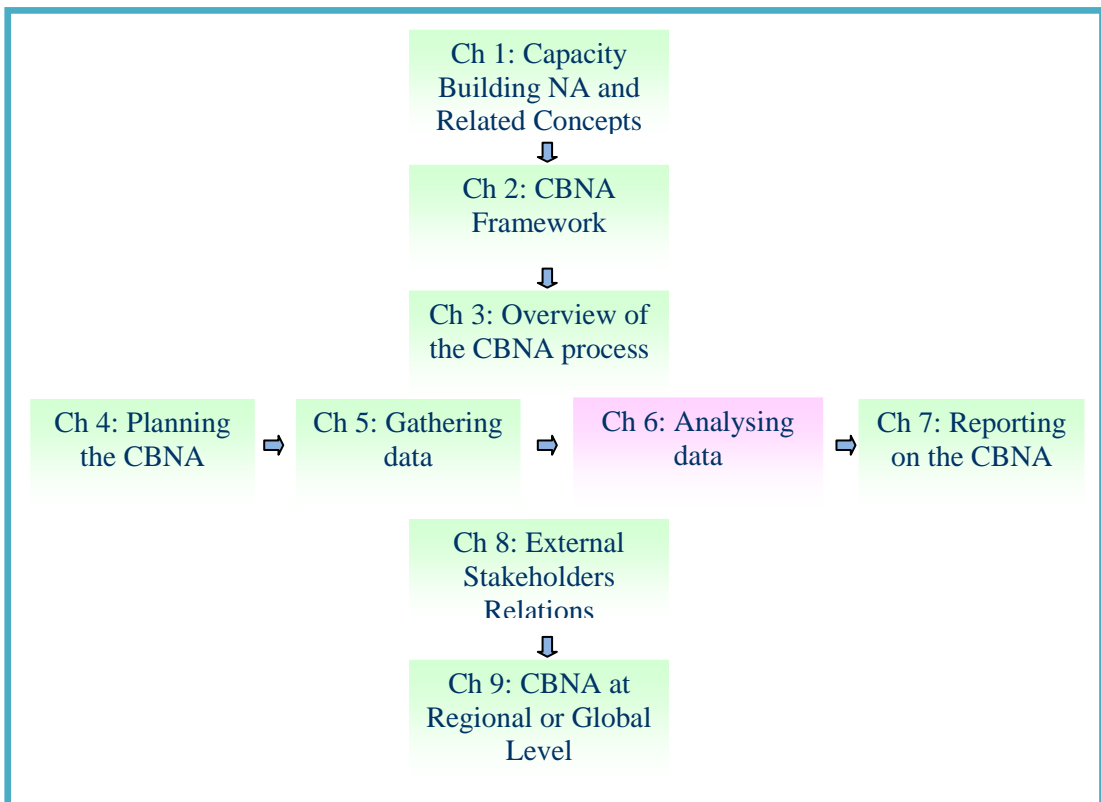 Ch 1: Capacity
Building NA and
Related Concepts
Ch 2: CBNA
Framework
Ch 3: Overview of
the CBNA process
Ch 4: Planning
the CBNA
Ch 5: Gathering
data
Ch 6: Analysing
data
Ch 7: Reporting
on the CBNA
Ch 8: External
Stakeholders
Relations
Ch 9: CBNA at
Regional or Global
Level